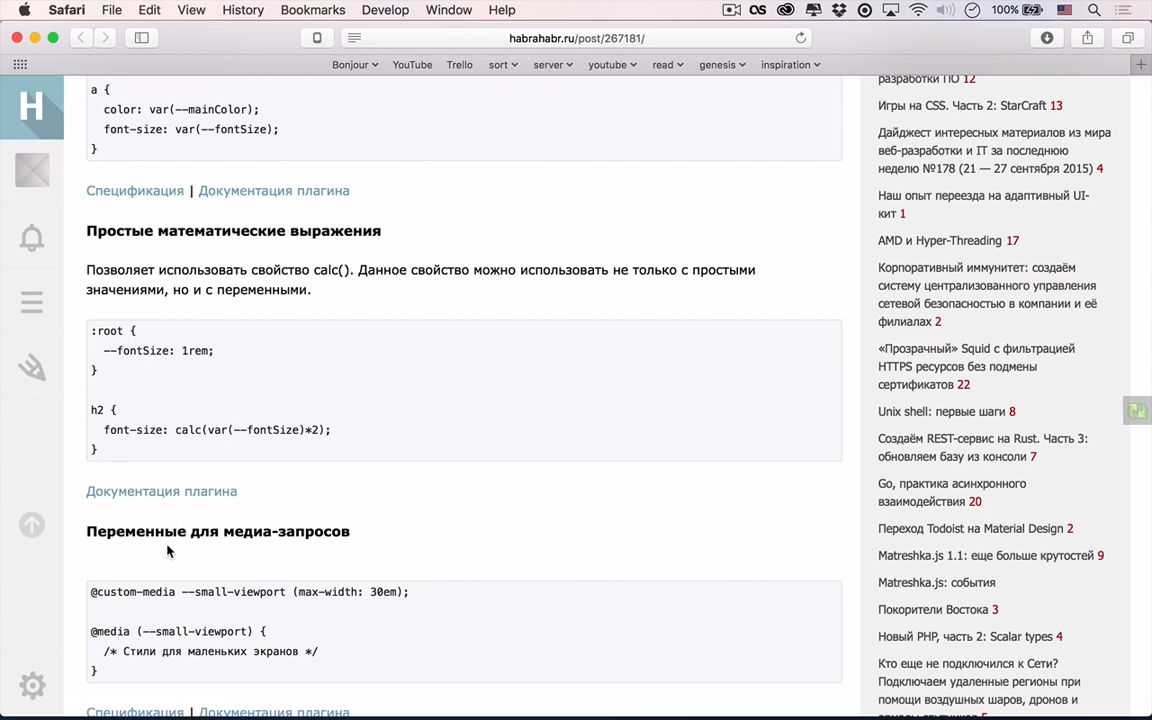 Safari File Edit View History Bookmarks Develop Window Help 100%
habrahabr.ru/post/267181/
Bonjour YouTube Trello sort server youtube read genesis inspiration
H
a {
color: var(--mainColor);
font-size: var(--fontSize);
}
Спецификация | Документация плагина
Простые математические выражения
Позволяет использовать свойство calc(). Данное свойство можно использовать не только с простыми
значениями, но и с переменными.
:root {
--fontSize: 1rem;
}
h2 {
font-size: calc(var(--fontSize)*2);
}
Документация плагина
Переменные для медиа-запросов
@custom-media --small-viewport (max-width: 30em);
@media (--small-viewport) {
/* Стили для маленьких экранов */
}
Спецификация | Документация плагина
разработки ПО 12
Игры на CSS. Часть 2: StarCraft 13
Дайджест интересных материалов из мира
веб-разработки и IT за последнюю
неделю №178 (21 — 27 сентября 2015) 4
Наш опыт переезда на адаптивный UI-
кит 1
AMD и Hyper-Threading 17
Корпоративный иммунитет: создаём
систему централизованного управления
сетевой безопасностью в компании и её
филиалах 2
«Прозрачный» Squid с фильтрацией
HTTPS ресурсов без подмены
сертификатов 22
Unix shell: первые шаги 8
Создаём REST-сервис на Rust. Часть 3:
обновляем базу из консоли 7
Go, практика асинхронного
взаимодействия 20
Переход Todoist на Material Design 2
Matreshka.js 1.1: еще больше крутостей 9
Matreshka.js: события
Покорители Востока 3
Новый PHP, часть 2: Scalar types 4
Кто еще не подключился к Сети?
Подключаем удаленные регионы при
помощи воздушных шаров, дронов и